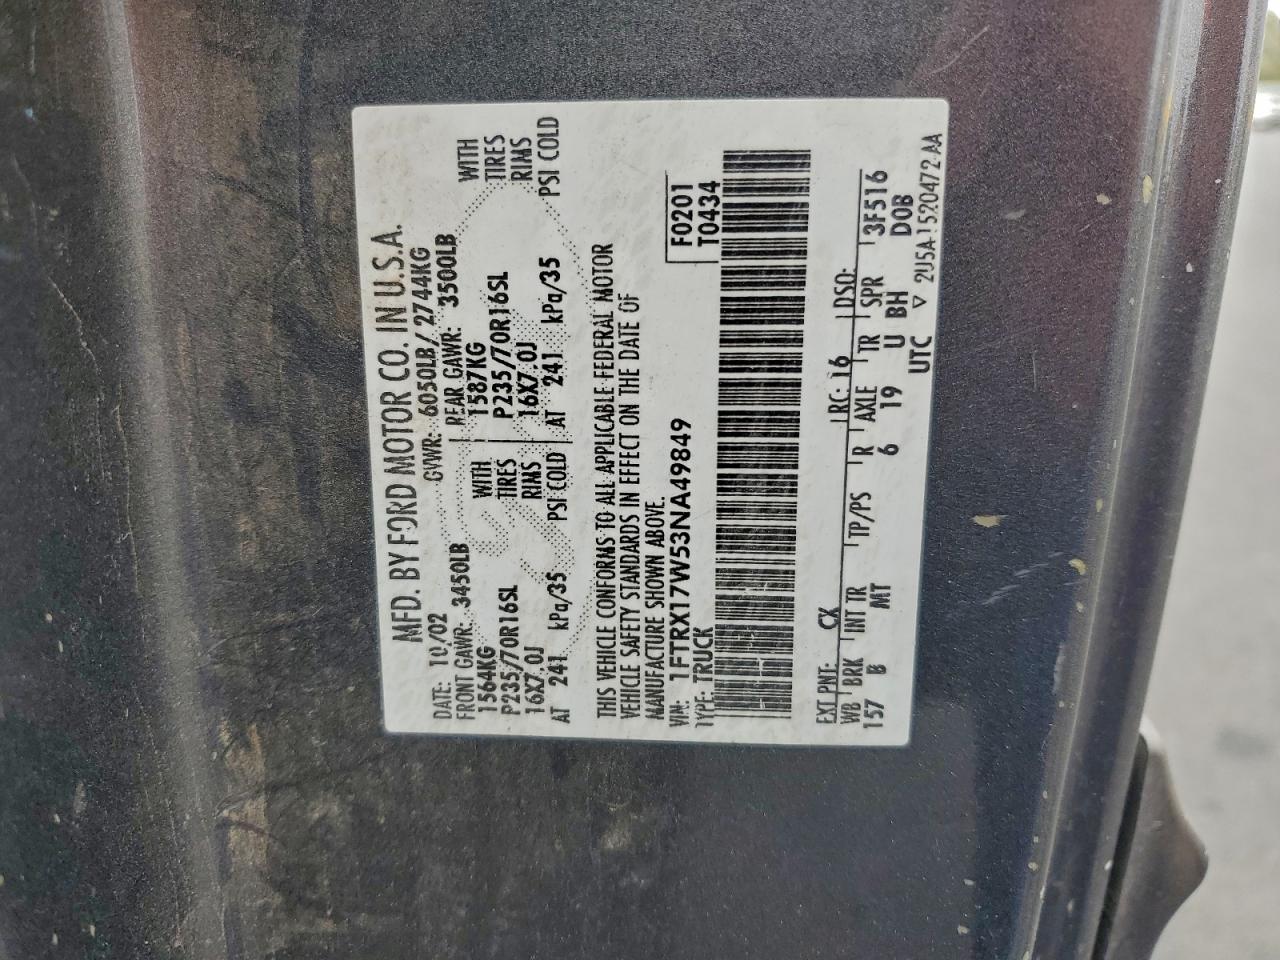 MFD. BY FORD MOTOR CO. IN U.S.A.
DATE: 10/02 GVWR: 6050LB/2744KG
FRONT GAWR: 3450LB REAR GAWR: 3500LB
1564KG WITH 1587KG WITH
P235/70R16SL TIRES P235/70R16SL TIRES
16X7.0J RIMS 16X7.0J RIMS
AT 241 kPa/35 PSI COLD AT 241 kPa/35 PSI COLD
THIS VEHICLE CONFORMS TO ALL APPLICABLE FEDERAL MOTOR
VEHICLE SAFETY STANDARDS IN EFFECT ON THE DATE OF
MANUFACTURE SHOWN ABOVE.
VIN: 1FTRX17W53NA49849 F0201
TYPE: TRUCK T0434
EXT PNT: CX RC: 16 DSO:
WB BRK INT TR TP/PS R AXLE TR SPR 3F516
157 B MT 6 19 U BH DOB
UTC ▽ 2U5A-1520472-AA